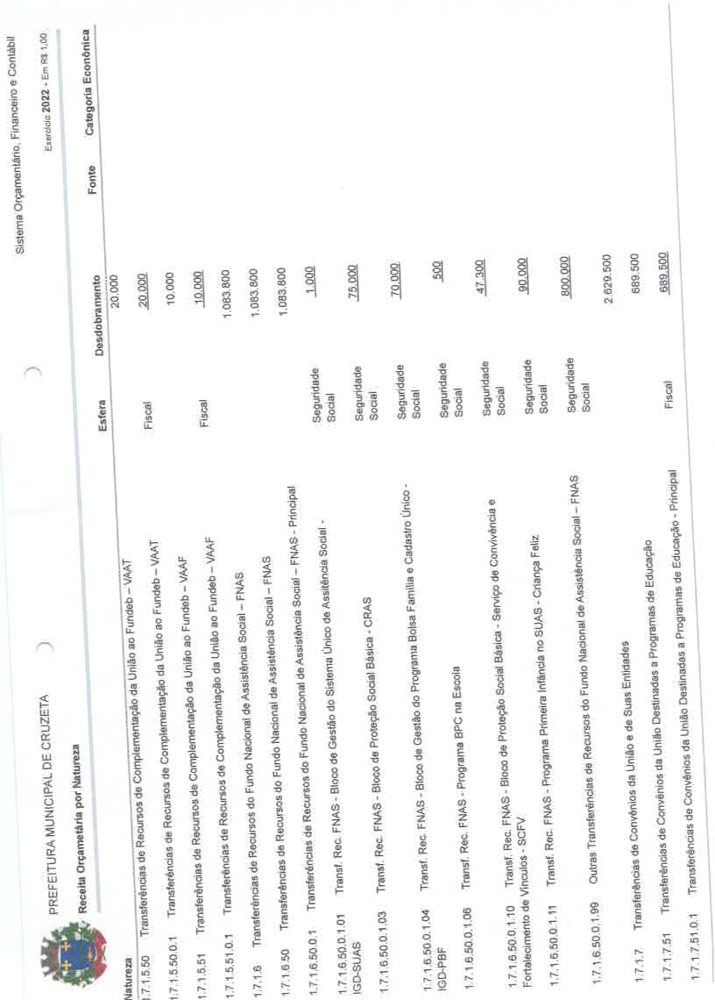 Sistema Orçamentário, Financeiro e Contábil
PREFEITURA MUNICIPAL DE CRUZETA
Exercício 2022 - Em R$ 1,00
Receita Orçametária por Natureza
Natureza Esfera Desdobramento Fonte Categoria Econônica
1.7.1.5.50 Transferências de Recursos de Complementação da União ao Fundeb – VAAT 20.000
1.7.1.5.50.0.1 Transferências de Recursos de Complementação da União ao Fundeb – VAAT Fiscal 20.000
1.7.1.5.51 Transferências de Recursos de Complementação da União ao Fundeb – VAAF 10.000
1.7.1.5.51.0.1 Transferências de Recursos de Complementação da União ao Fundeb – VAAF Fiscal 10.000
1.7.1.6 Transferências de Recursos do Fundo Nacional de Assistência Social – FNAS 1.083.800
1.7.1.6.50 Transferências de Recursos do Fundo Nacional de Assistência Social – FNAS 1.083.800
1.7.1.6.50.0.1 Transferências de Recursos do Fundo Nacional de Assistência Social – FNAS - Principal 1.083.800
1.7.1.6.50.0.1.01 Transf. Rec. FNAS - Bloco de Gestão do Sistema Único de Assitência Social - Seguridade 1.000
IGD-SUAS Social
1.7.1.6.50.0.1.03 Transf. Rec. FNAS - Bloco de Proteção Social Básica - CRAS Seguridade 75.000
Social
1.7.1.6.50.0.1.04 Transf. Rec. FNAS - Bloco de Gestão do Programa Bolsa Família e Cadastro Único - Seguridade 70.000
IGD-PBF Social
1.7.1.6.50.0.1.06 Transf. Rec. FNAS - Programa BPC na Escola Seguridade 500
Social
1.7.1.6.50.0.1.10 Transf. Rec. FNAS - Bloco de Proteção Social Básica - Serviço de Convivência e Seguridade 47.300
Fortalecimento de Vínculos - SCFV Social
1.7.1.6.50.0.1.11 Transf. Rec. FNAS - Programa Primeira Infância no SUAS - Criança Feliz Seguridade 90.000
Social
1.7.1.6.50.0.1.99 Outras Transferências de Recursos do Fundo Nacional de Assistência Social – FNAS Seguridade 800.000
Social
1.7.1.7 Transferências de Convênios da União e de Suas Entidades 2.629.500
1.7.1.7.51 Transferências de Convênios da União Destinadas a Programas de Educação 689.500
1.7.1.7.51.0.1 Transferências de Convênios da União Destinadas a Programas de Educação - Principal Fiscal 689.500